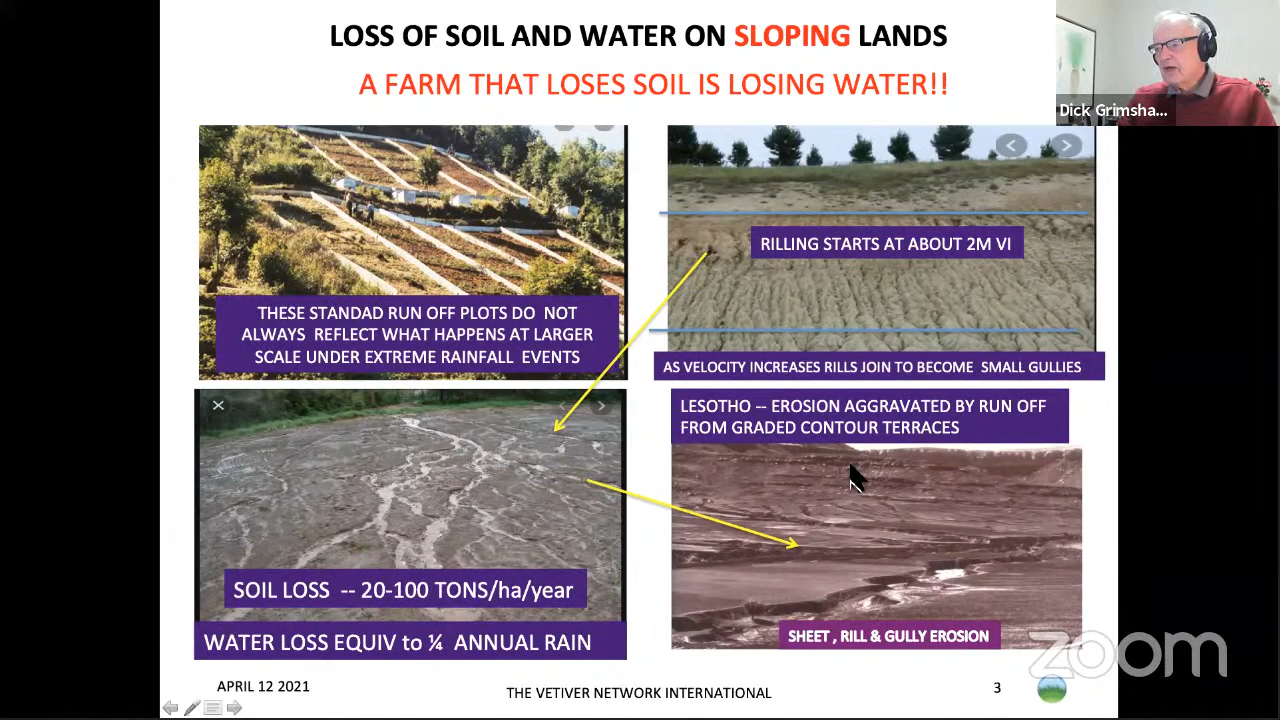 LOSS OF SOIL AND WATER ON SLOPING LANDS
A FARM THAT LOSES SOIL IS LOSING WATER!!
Dick Grimsha...
THESE STANDAD RUN OFF PLOTS DO NOT
ALWAYS REFLECT WHAT HAPPENS AT LARGER
SCALE UNDER EXTREME RAINFALL EVENTS
RILLING STARTS AT ABOUT 2M VI
AS VELOCITY INCREASES RILLS JOIN TO BECOME SMALL GULLIES
SOIL LOSS -- 20-100 TONS/ha/year
WATER LOSS EQUIV to ¼ ANNUAL RAIN
LESOTHO -- EROSION AGGRAVATED BY RUN OFF
FROM GRADED CONTOUR TERRACES
SHEET , RILL & GULLY EROSION
zoom
APRIL 12 2021
THE VETIVER NETWORK INTERNATIONAL
3